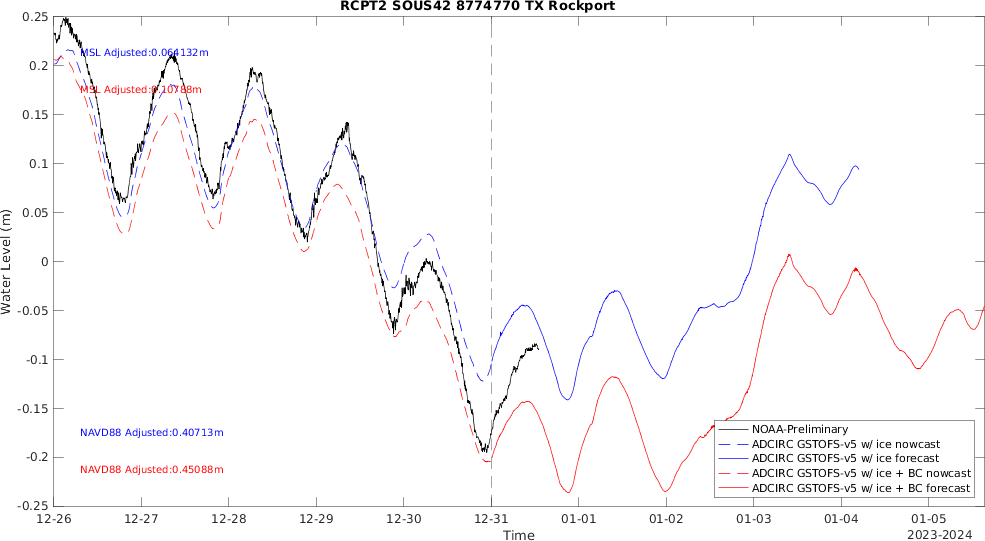 RCPT2 SOUS42 8774770 TX Rockport
0.25
0.2
0.15
0.1
0.05
0
-0.05
-0.1
-0.15
-0.2
-0.25
Water Level (m)
MSL Adjusted:0.064132m
MSL Adjusted:0.10788m
NAVD88 Adjusted:0.40713m
NAVD88 Adjusted:0.45088m
NOAA-Preliminary
ADCIRC GSTOFS-v5 w/ ice nowcast
ADCIRC GSTOFS-v5 w/ ice forecast
ADCIRC GSTOFS-v5 w/ ice + BC nowcast
ADCIRC GSTOFS-v5 w/ ice + BC forecast
12-26 12-27 12-28 12-29 12-30 12-31 01-01 01-02 01-03 01-04 01-05
Time
2023-2024